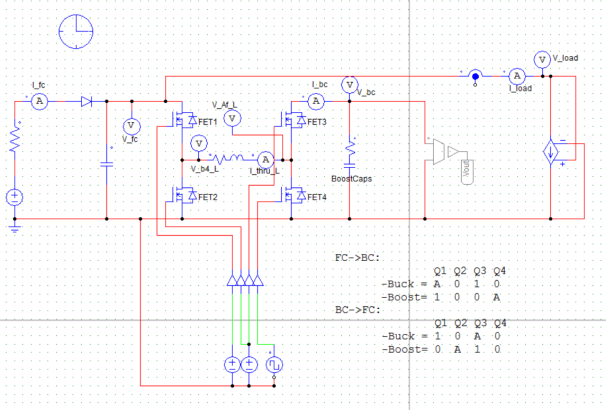 V_load
I_fc
A
V
A
I_load
V_Af_L
I_bc
V
A
V
V_bc
FET1
V
FET3
V_fc
V
V_b4_L
A
I_thru_L
Vout
BoostCaps
FET2
FET4
FC->BC:
Q1 Q2 Q3 Q4
-Buck = A 0 1 0
-Boost= 1 0 0 A
BC->FC:
Q1 Q2 Q3 Q4
-Buck = 1 0 A 0
-Boost= 0 A 1 0